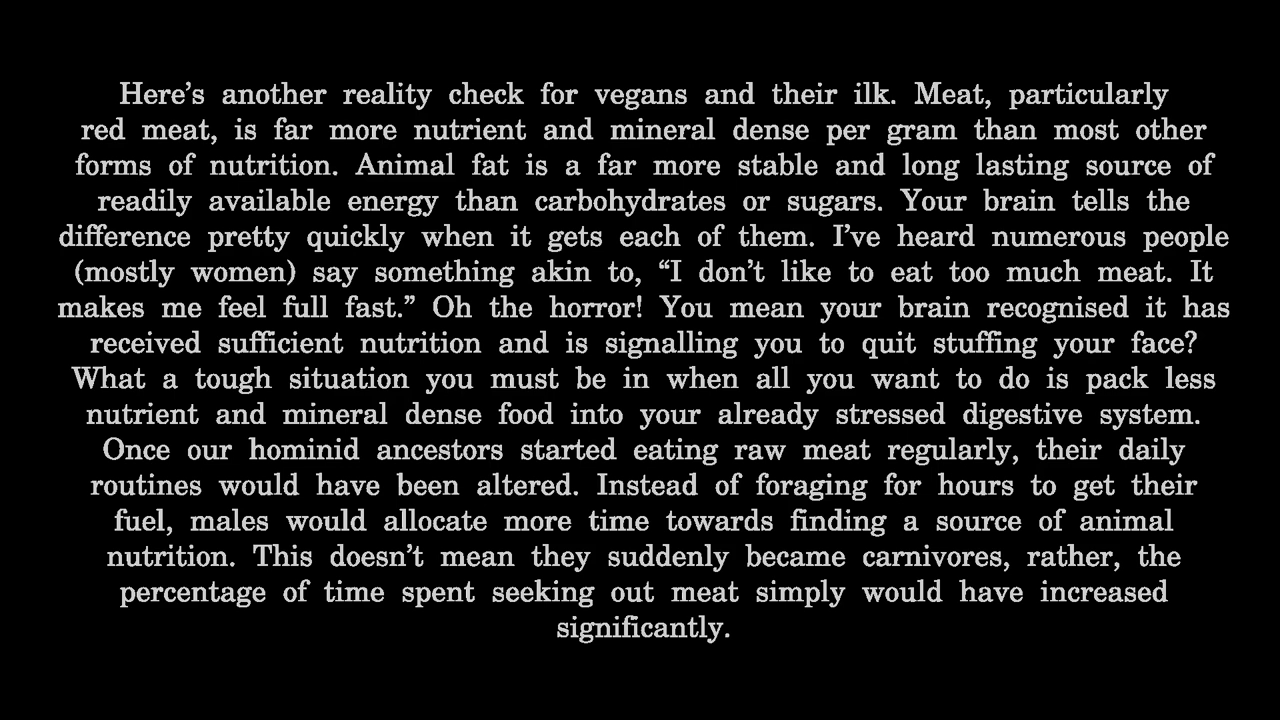 Here’s another reality check for vegans and their ilk. Meat, particularly
red meat, is far more nutrient and mineral dense per gram than most other
forms of nutrition. Animal fat is a far more stable and long lasting source of
readily available energy than carbohydrates or sugars. Your brain tells the
difference pretty quickly when it gets each of them. I’ve heard numerous people
(mostly women) say something akin to, “I don’t like to eat too much meat. It
makes me feel full fast.” Oh the horror! You mean your brain recognised it has
received sufficient nutrition and is signalling you to quit stuffing your face?
What a tough situation you must be in when all you want to do is pack less
nutrient and mineral dense food into your already stressed digestive system.
Once our hominid ancestors started eating raw meat regularly, their daily
routines would have been altered. Instead of foraging for hours to get their
fuel, males would allocate more time towards finding a source of animal
nutrition. This doesn’t mean they suddenly became carnivores, rather, the
percentage of time spent seeking out meat simply would have increased
significantly.